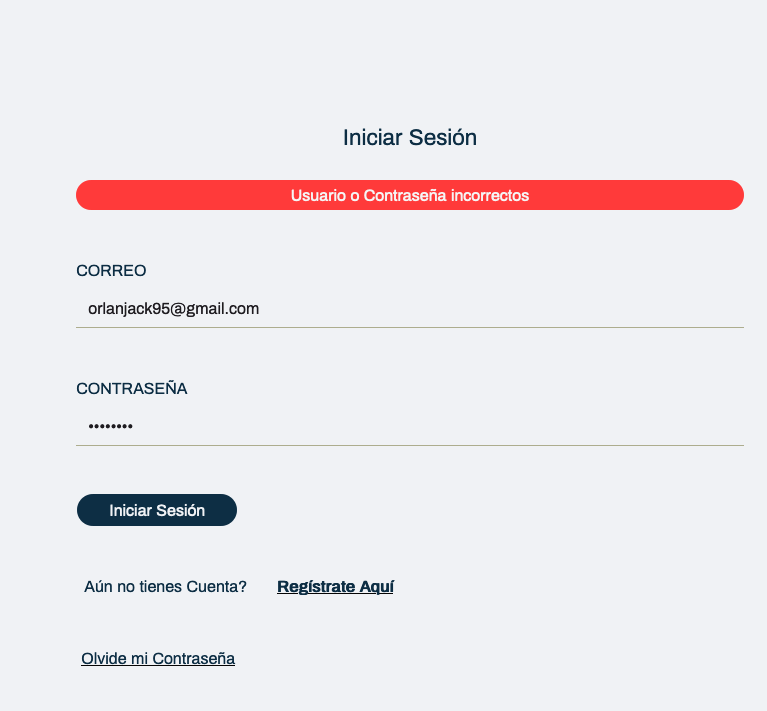 Iniciar Sesión
Usuario o Contraseña incorrectos
CORREO
orlanjack95@gmail.com
CONTRASEÑA
••••••••
Iniciar Sesión
Aún no tienes Cuenta? Regístrate Aquí
Olvide mi Contraseña